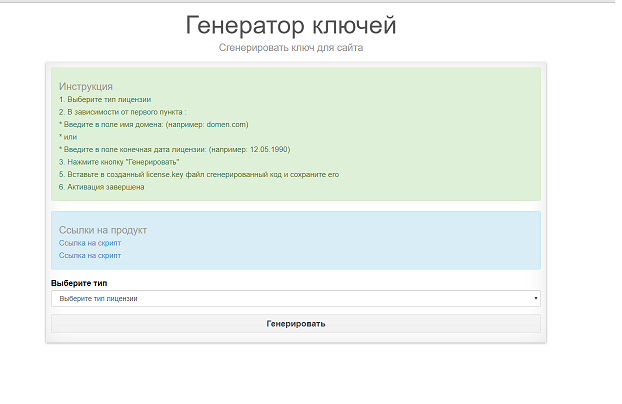 Генератор ключей
Сгенерировать ключ для сайта
Инструкция
1. Выберите тип лицензии
2. В зависимости от первого пункта :
* Введите в поле имя домена: (например: domen.com)
* или
* Введите в поле конечная дата лицензии: (например: 12.05.1990)
3. Нажмите кнопку "Генерировать"
5. Вставьте в созданный license.key файл сгенерированный код и сохраните его
6. Активация завершена
Ссылки на продукт
Ссылка на скрипт
Ссылка на скрипт
Выберите тип
Выберите тип лицензии
Генерировать